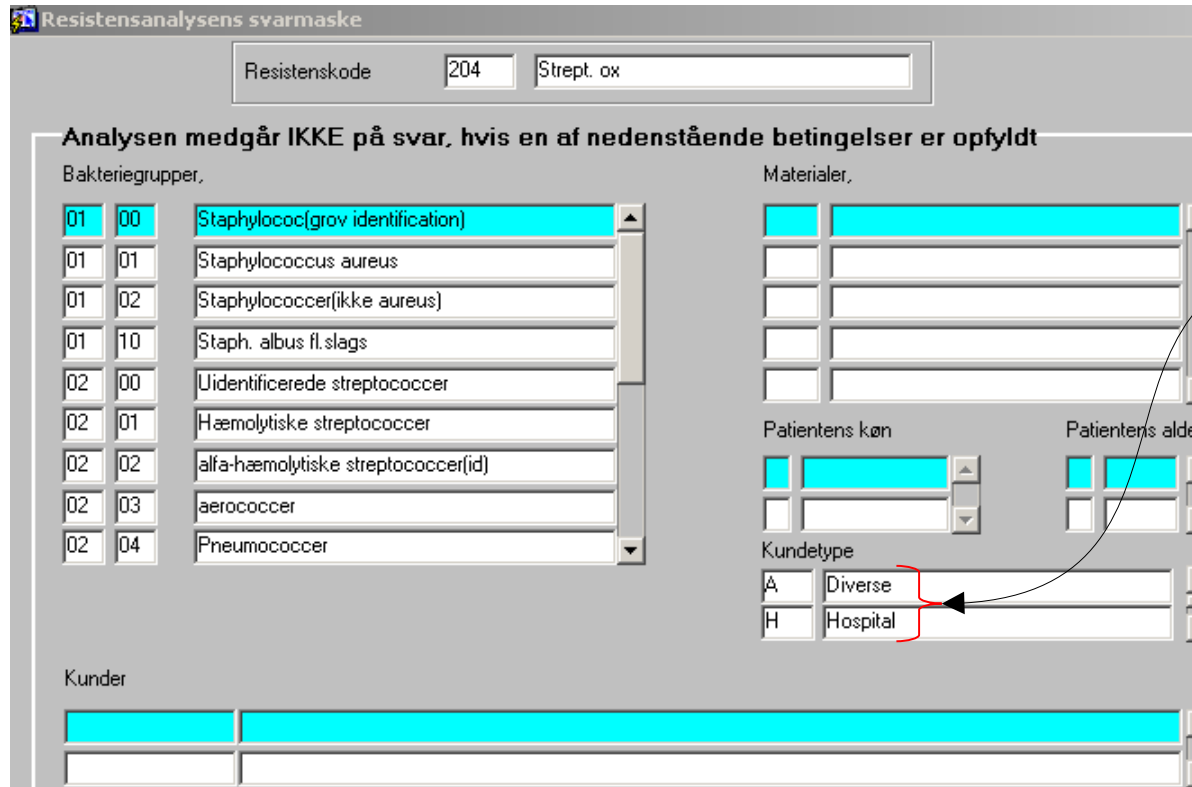 Resistensanalysens svarmaske
Resistenskode 204 Strept. ox
Analysen medgår IKKE på svar, hvis en af nedenstående betingelser er opfyldt
Bakteriegrupper,
01 00 Staphylococ(grov identification)
01 01 Staphylococcus aureus
01 02 Staphylococcer(ikke aureus)
01 10 Staph. albus fl.slags
02 00 Uidentificerede streptococcer
02 01 Hæmolytiske streptococcer
02 02 alfa-hæmolytiske streptococcer(id)
02 03 aerococcer
02 04 Pneumococcer
Materialer,
Patientens køn
Patientens alde
Kundetype
A Diverse
H Hospital
Kunder